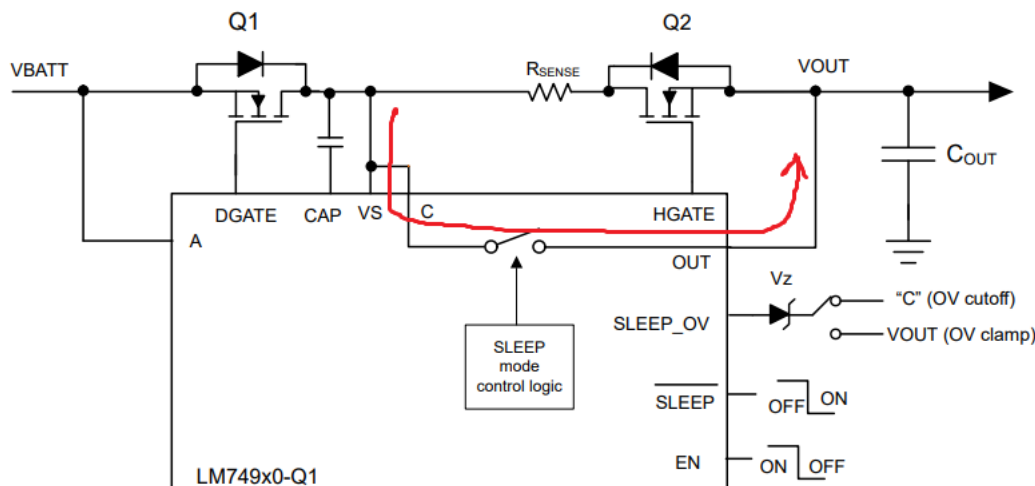 Q1
Q2
VBATT
RSENSE
VOUT
COUT
DGATE
CAP
VS
C
HGATE
A
OUT
Vz
"C" (OV cutoff)
SLEEP_OV
VOUT (OV clamp)
SLEEP
mode
control logic
SLEEP
OFF
ON
EN
ON
OFF
LM749x0-Q1